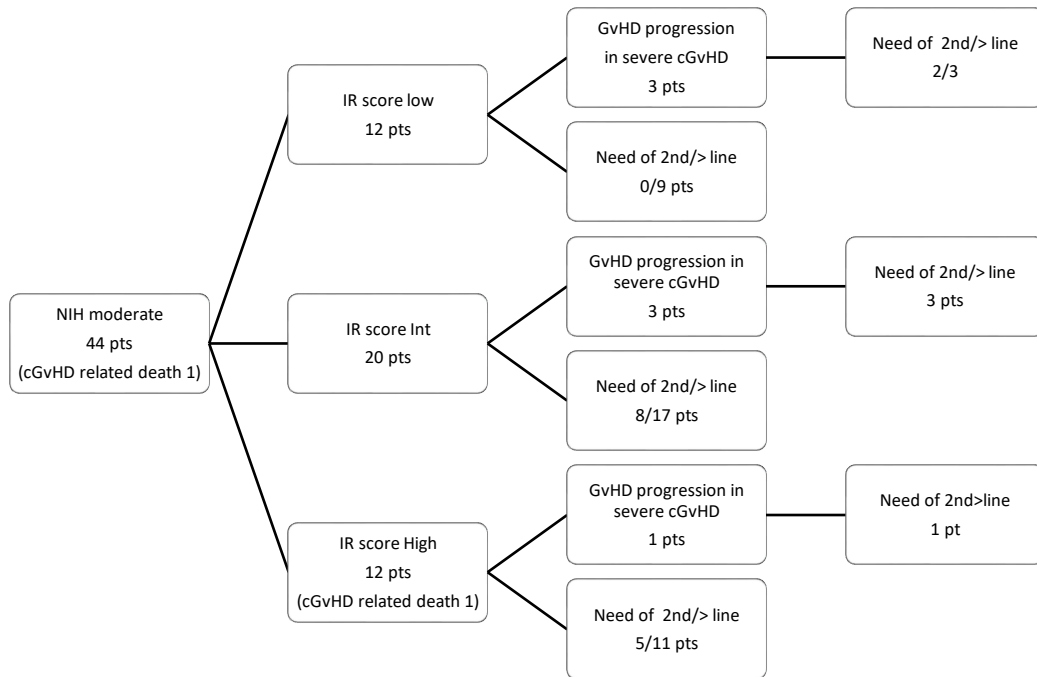 NIH moderate
44 pts
(cGvHD related death 1)
IR score low
12 pts
GvHD progression
in severe cGvHD
3 pts
Need of 2nd/> line
2/3
Need of 2nd/> line
0/9 pts
IR score Int
20 pts
GvHD progression in
severe cGvHD
3 pts
Need of 2nd/> line
3 pts
Need of 2nd/> line
8/17 pts
IR score High
12 pts
(cGvHD related death 1)
GvHD progression in
severe cGvHD
1 pts
Need of 2nd>line
1 pt
Need of 2nd/> line
5/11 pts